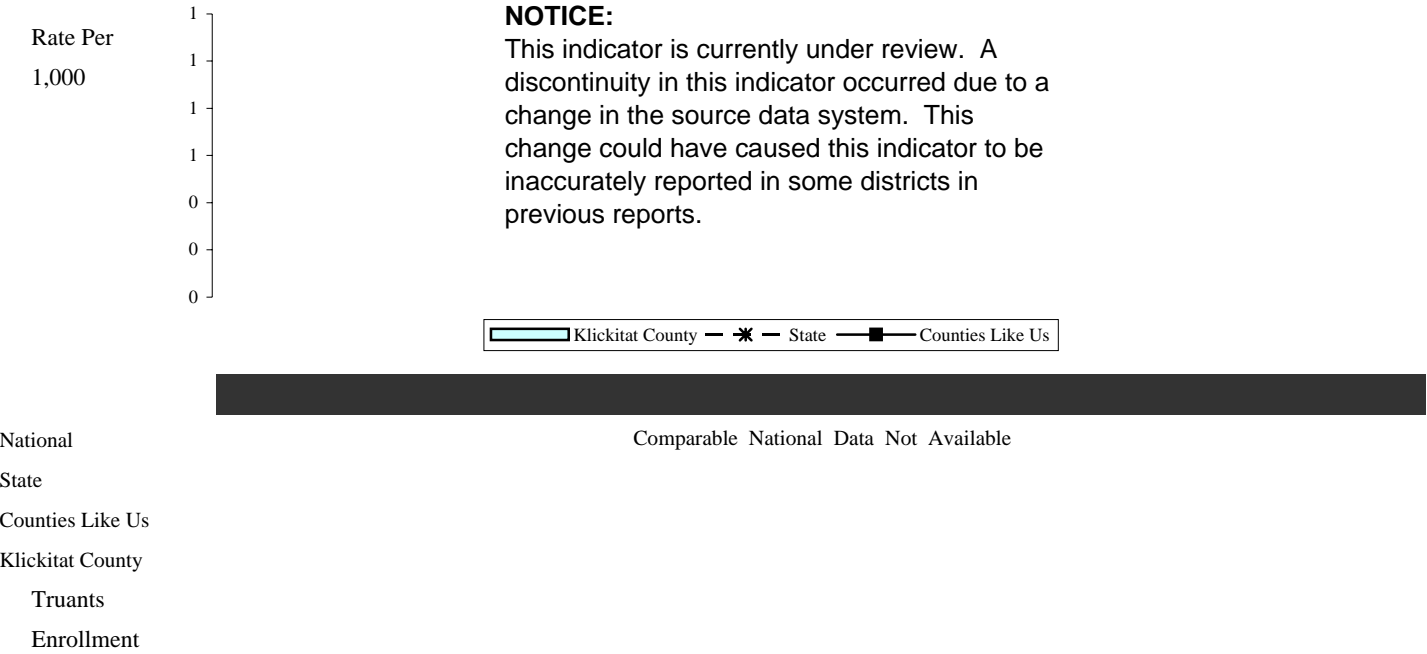 Rate Per
1,000
1
1
1
1
0
0
0
NOTICE:
This indicator is currently under review. A
discontinuity in this indicator occurred due to a
change in the source data system. This
change could have caused this indicator to be
inaccurately reported in some districts in
previous reports.
Klickitat County State Counties Like Us
National Comparable National Data Not Available
State
Counties Like Us
Klickitat County
Truants
Enrollment